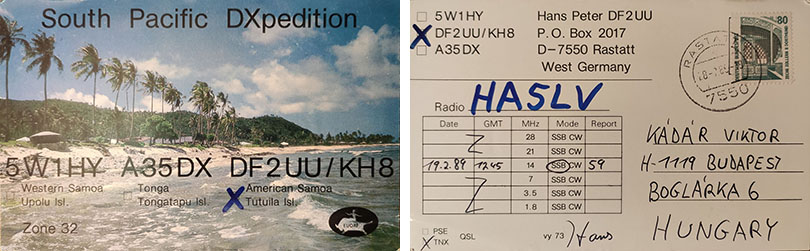 South Pacific DXpedition
5W1HY A35DX DF2UU/KH8
Western Samoa Tonga X American Samoa
Upolu Isl. Tongatapu Isl. Tutuila Isl.
Zone 32
5W1HY Hans Peter DF2UU
X DF2UU/KH8 P.O. Box 2017
A35DX D-7550 Rastatt
West Germany
RASTATT
7550
80
Radio HA5LV
Date GMT MHz Mode Report
28 SSB CW
21 SSB CW
19.2.89 1245 14 SSB CW 59
7 SSB CW
3.5 SSB CW
1.8 SSB CW
PSE
X TNX QSL vy 73 Hans
KÁDÁR VIKTOR
H-1119 BUDAPEST
BOGLÁRKA 6
HUNGARY